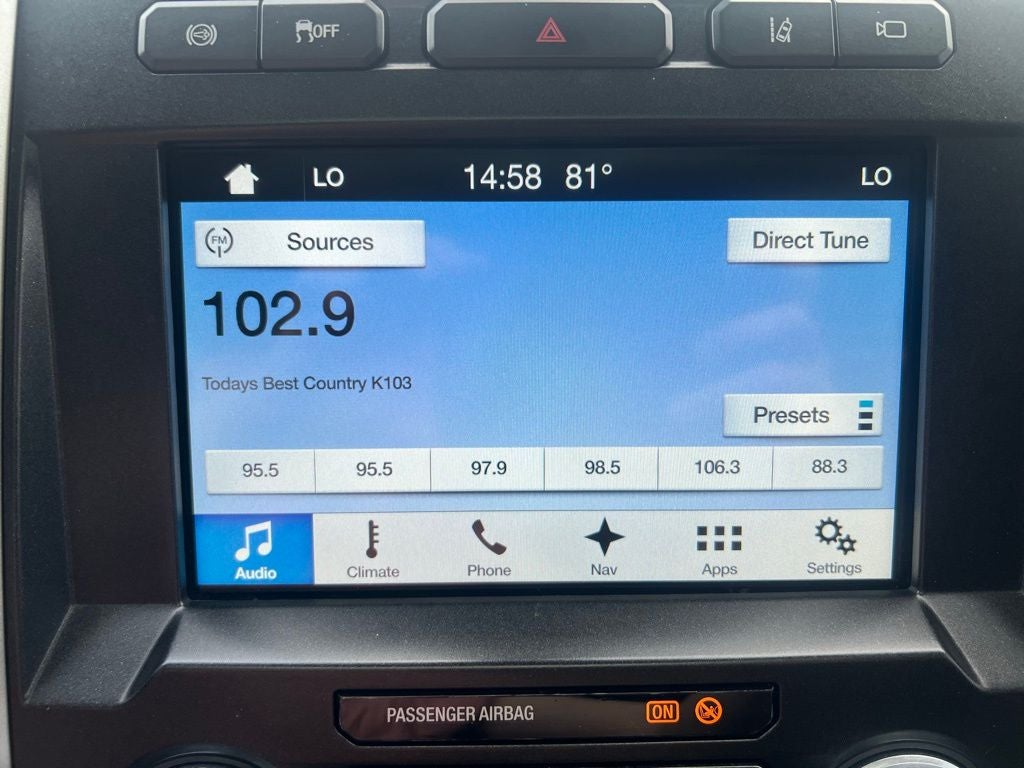 OFF
LO 14:58 81° LO
FM Sources Direct Tune
102.9
Todays Best Country K103
Presets
95.5 95.5 97.9 98.5 106.3 88.3
Audio Climate Phone Nav Apps Settings
PASSENGER AIRBAG ON